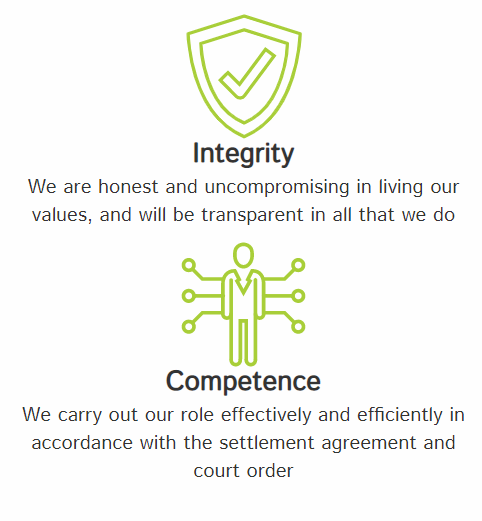 Integrity
We are honest and uncompromising in living our
values, and will be transparent in all that we do
Competence
We carry out our role effectively and efficiently in
accordance with the settlement agreement and
court order